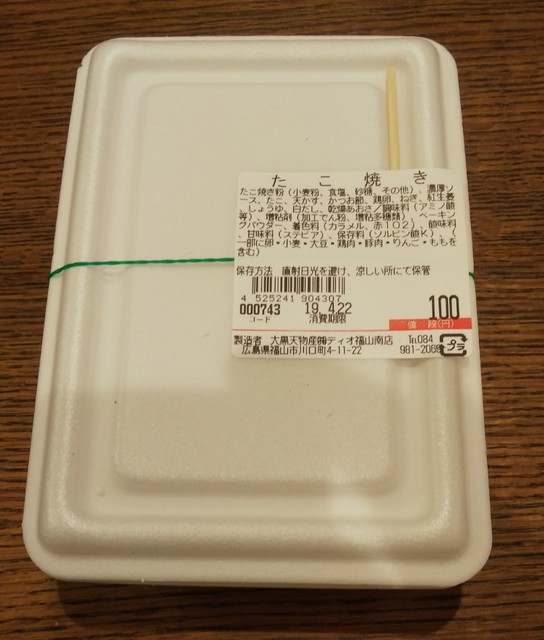 たこ焼き
たこ焼き粉（小麦粉、食塩、砂糖、その他）、濃厚ソ
ース、たこ、天かす、かつお節、鶏卵、ねぎ、紅生姜
、しょうゆ、白だし、乾燥あおさ、調味料（アミノ酸
等）、増粘剤（加工でん粉、増粘多糖類）、ベーキン
グパウダー、着色料（カラメル、赤102）、酸味料
、甘味料（ステビア）、保存料（ソルビン酸K）、（
一部に卵・小麦・大豆・鶏肉・豚肉・りんご・ももを
含む）
保存方法 直射日光を避け、涼しい所にて保管
4 525241 904307
000743 19.4.22 100
コード 消費期限 値段(円)
製造者 大黒天物産㈱ディオ福山南店 ℡084
広島県福山市川口町4-11-22 981-206
プラ